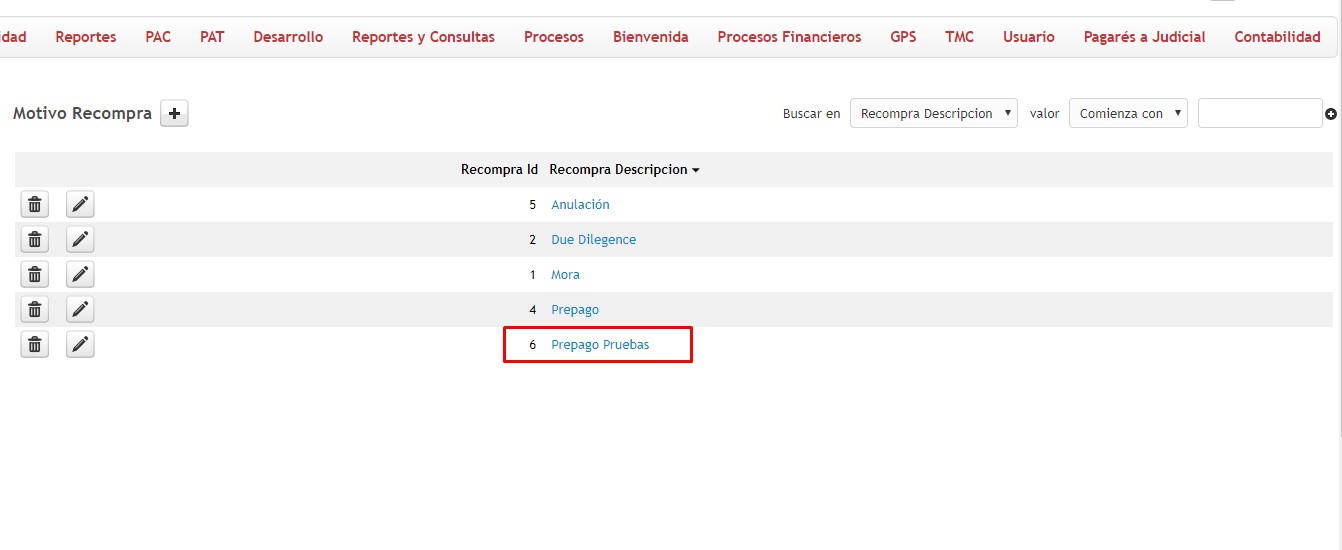 idad Reportes PAC PAT Desarrollo Reportes y Consultas Procesos Bienvenida Procesos Financieros GPS TMC Usuario Pagarés a Judicial Contabilidad
Motivo Recompra Buscar en Recompra Descripcion valor Comienza con
Recompra Id Recompra Descripcion
5 Anulación
2 Due Dilegence
1 Mora
4 Prepago
6 Prepago Pruebas